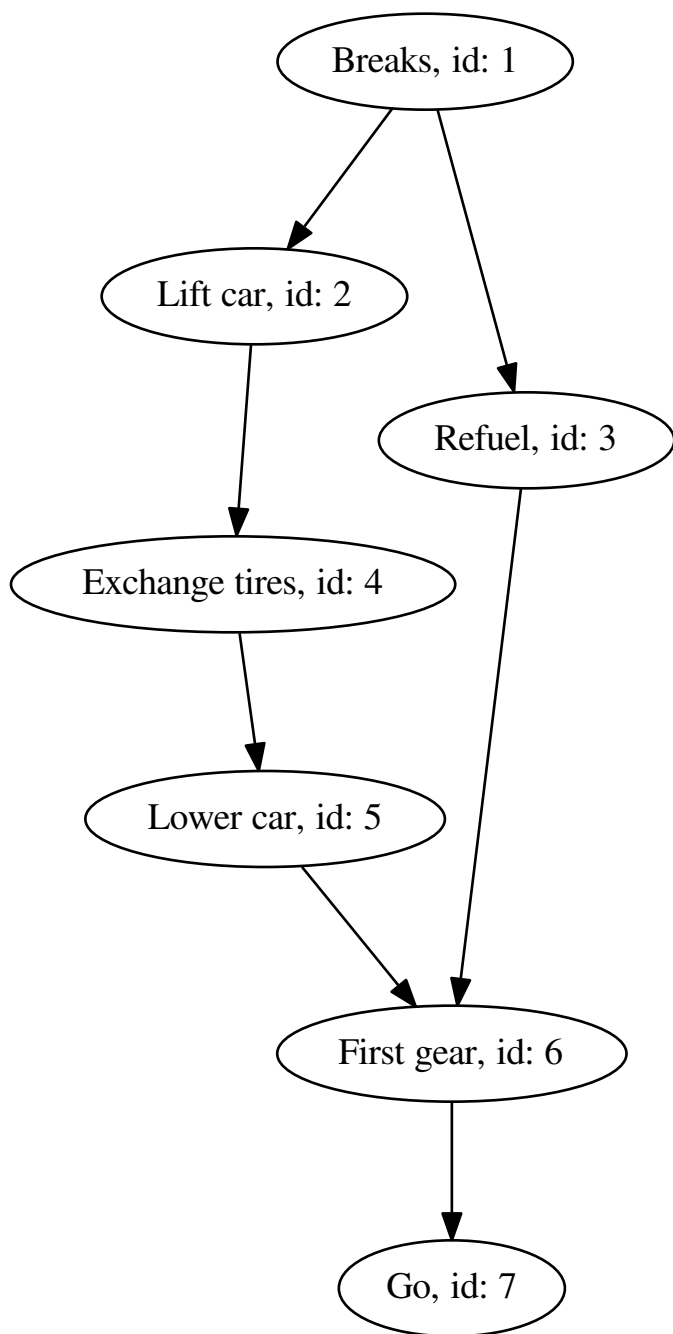 Breaks, id: 1
Lift car, id: 2
Refuel, id: 3
Exchange tires, id: 4
Lower car, id: 5
First gear, id: 6
Go, id: 7